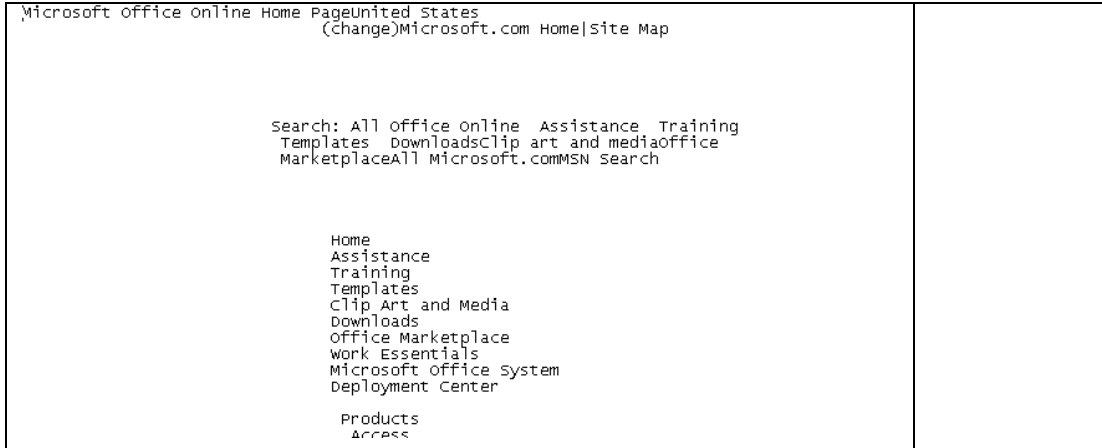 Microsoft Office Online Home PageUnited States
(change)Microsoft.com Home|Site Map
Search: All Office Online Assistance Training
Templates DownloadsClip art and mediaOffice
MarketplaceAll Microsoft.comMSN Search
Home
Assistance
Training
Templates
Clip Art and Media
Downloads
Office Marketplace
Work Essentials
Microsoft Office System
Deployment Center
Products
Access